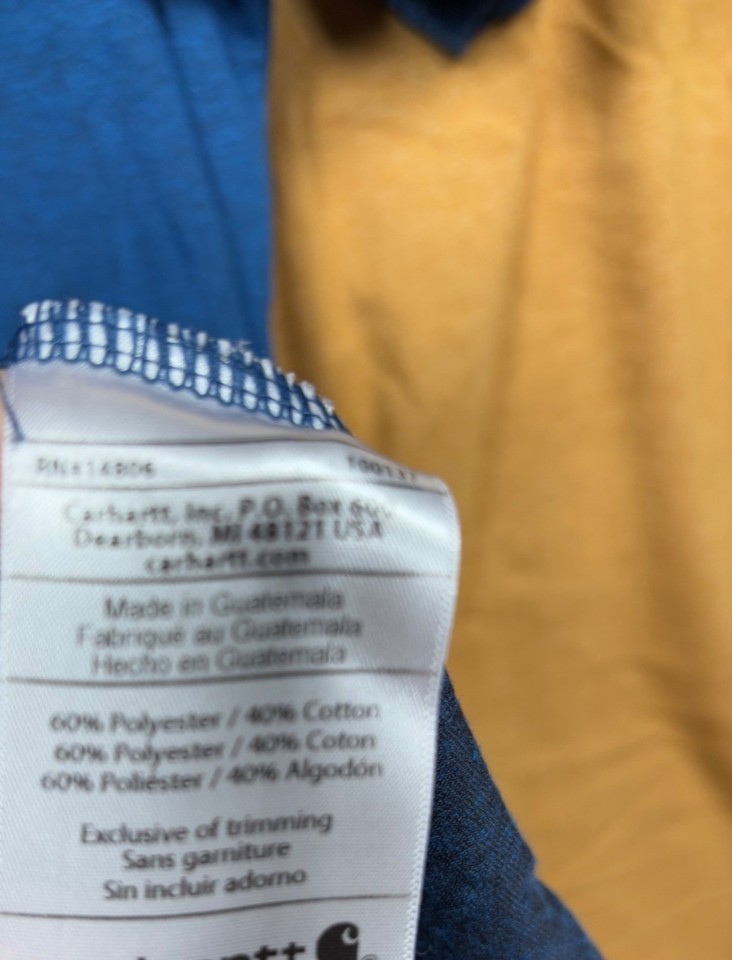 RN#14806
Carhartt, Inc. P.O. Box 600
Dearborn, MI 48121 USA
carhartt.com
Made in Guatemala
Fabriqué au Guatemala
Hecho en Guatemala
60% Polyester / 40% Cotton
60% Polyester / 40% Coton
60% Poliéster / 40% Algodón
Exclusive of trimming
Sans garniture
Sin incluir adorno